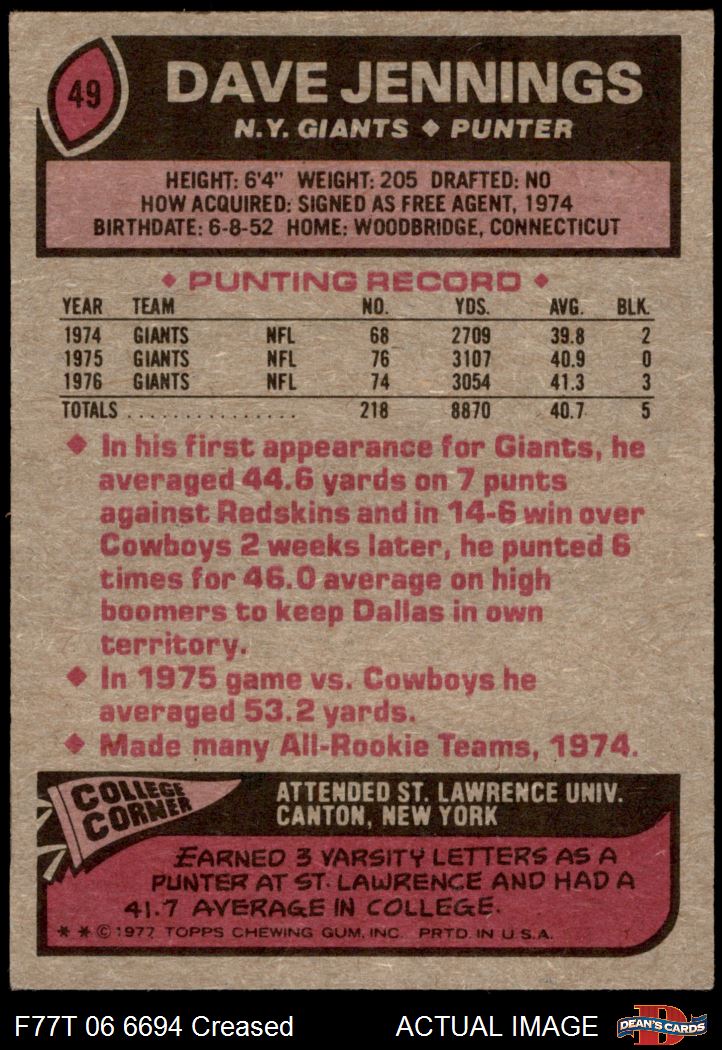 49
DAVE JENNINGS
N.Y. GIANTS ◆ PUNTER
HEIGHT: 6'4" WEIGHT: 205 DRAFTED: NO
HOW ACQUIRED: SIGNED AS FREE AGENT, 1974
BIRTHDATE: 6-8-52 HOME: WOODBRIDGE, CONNECTICUT
◆ PUNTING RECORD ◆
YEAR TEAM NO. YDS. AVG. BLK.
1974 GIANTS NFL 68 2709 39.8 2
1975 GIANTS NFL 76 3107 40.9 0
1976 GIANTS NFL 74 3054 41.3 3
TOTALS . . . . . . . . . . . . . . . 218 8870 40.7 5
◆ In his first appearance for Giants, he
averaged 44.6 yards on 7 punts
against Redskins and in 14-6 win over
Cowboys 2 weeks later, he punted 6
times for 46.0 average on high
boomers to keep Dallas in own
territory.
◆ In 1975 game vs. Cowboys he
averaged 53.2 yards.
◆ Made many All-Rookie Teams, 1974.
COLLEGE
CORNER
ATTENDED ST. LAWRENCE UNIV.
CANTON, NEW YORK
EARNED 3 VARSITY LETTERS AS A
PUNTER AT ST. LAWRENCE AND HAD A
41.7 AVERAGE IN COLLEGE.
* * © 1977 TOPPS CHEWING GUM, INC. PRTD. IN U.S.A.
F77T 06 6694 Creased
ACTUAL IMAGE
D
DEAN'S CARDS